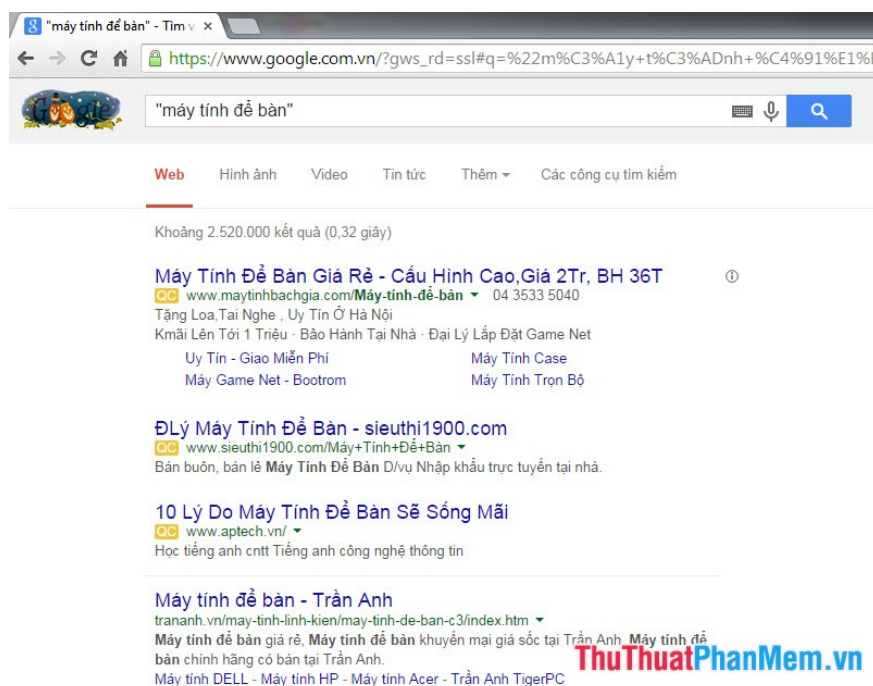 "máy tính để bàn" - Tìm v
https://www.google.com.vn/?gws_rd=ssl#q=%22m%C3%A1y+t%C3%ADnh+%C4%91%E1%
Google
"máy tính để bàn"
Web Hình ảnh Video Tin tức Thêm Các công cụ tìm kiếm
Khoảng 2.520.000 kết quả (0,32 giây)
Máy Tính Để Bàn Giá Rẻ - Cấu Hình Cao,Giá 2Tr, BH 36T
QC www.maytinhbachgia.com/Máy-tính-để-bàn 04 3533 5040
Tặng Loa,Tai Nghe , Uy Tín Ở Hà Nội
Kmãi Lên Tới 1 Triệu · Bảo Hành Tại Nhà · Đại Lý Lắp Đặt Game Net
Uy Tín - Giao Miễn Phí Máy Tính Case
Máy Game Net - Bootrom Máy Tính Trọn Bộ
ĐLý Máy Tính Để Bàn - sieuthi1900.com
QC www.sieuthi1900.com/Máy+Tính+Để+Bàn
Bán buôn, bán lẻ Máy Tính Để Bàn D/vụ Nhập khẩu trực tuyến tại nhà.
10 Lý Do Máy Tính Để Bàn Sẽ Sống Mãi
QC www.aptech.vn/
Học tiếng anh cntt Tiếng anh công nghệ thông tin
Máy tính để bàn - Trần Anh
trananh.vn/may-tinh-linh-kien/may-tinh-de-ban-c3/index.htm
Máy tính để bàn giá rẻ, Máy tính để bàn khuyến mại giá sốc tại Trần Anh, Máy tính để
bàn chính hãng có bán tại Trần Anh.
Máy tính DELL - Máy tính HP - Máy tính Acer - Trần Anh TigerPC
ThuThuatPhanMem.vn